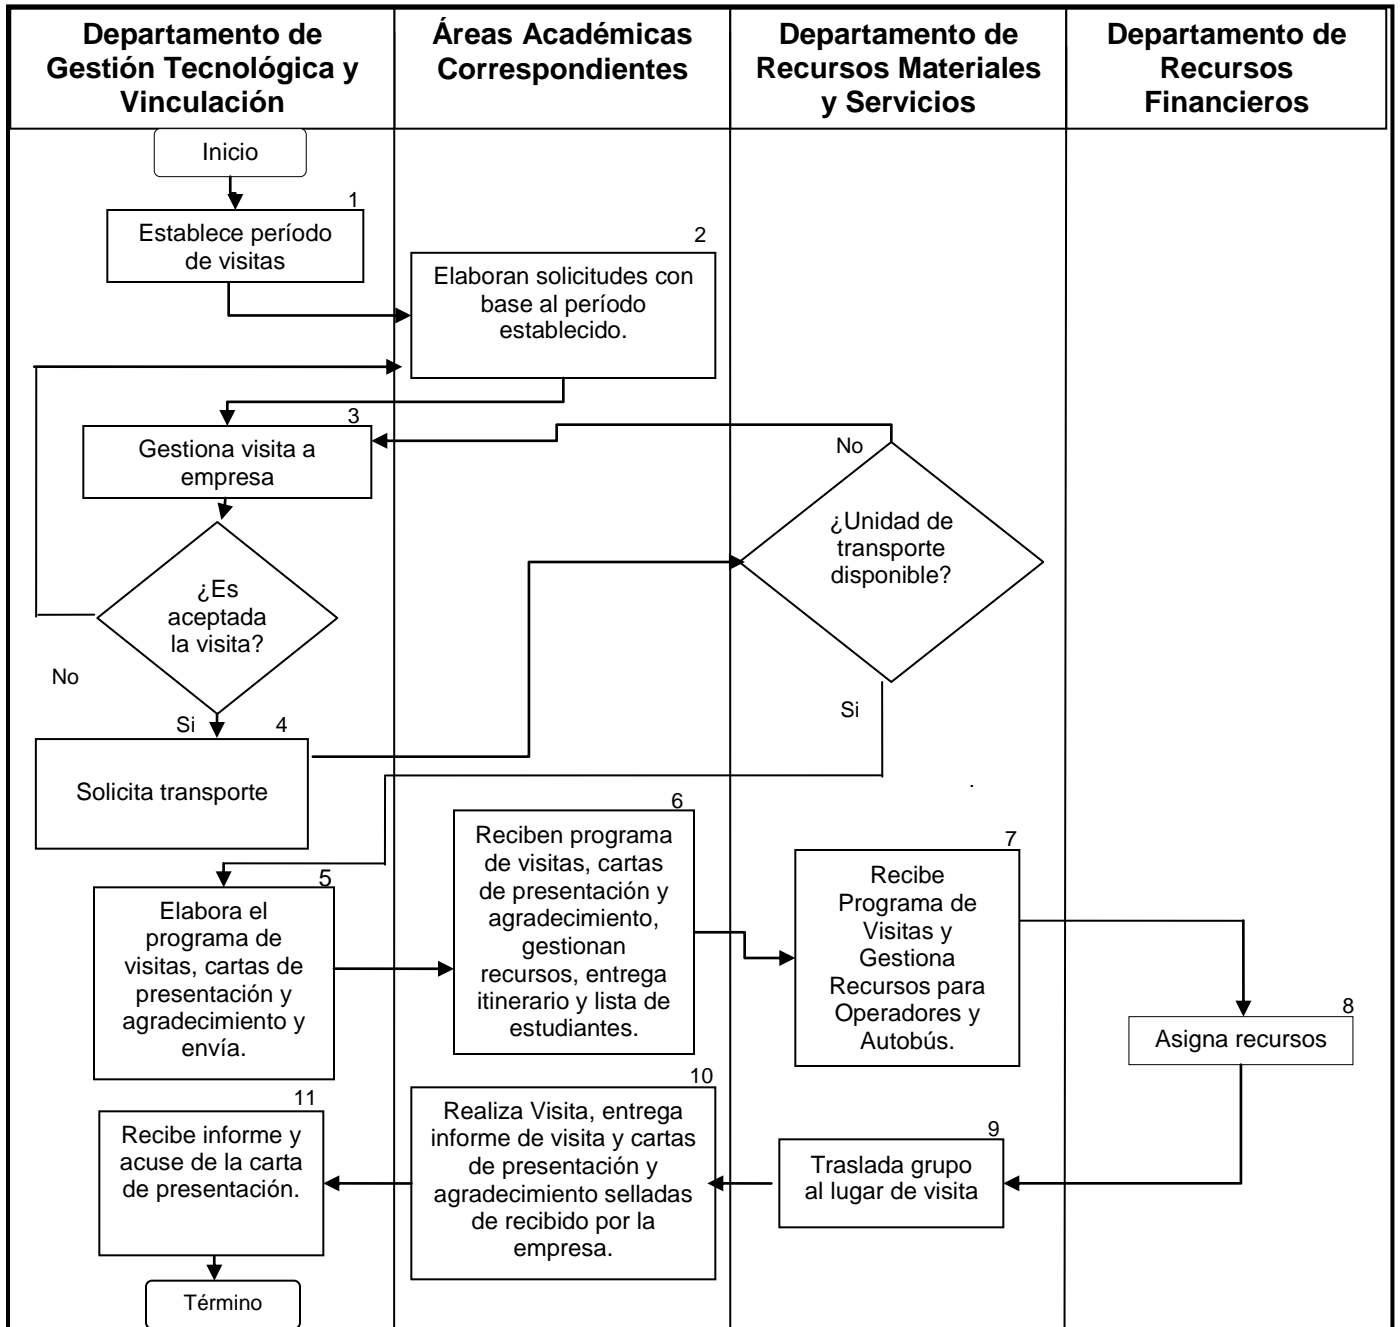 Departamento de
Gestión Tecnológica y
Vinculación
Áreas Académicas
Correspondientes
Departamento de
Recursos Materiales
y Servicios
Departamento de
Recursos
Financieros
Inicio
1
Establece período
de visitas
2
Elaboran solicitudes con
base al período
establecido.
3
Gestiona visita a
empresa
No
¿Unidad de
transporte
disponible?
¿Es
aceptada
la visita?
No
Si
4
Si
Solicita transporte
5
Elabora el
programa de
visitas, cartas de
presentación y
agradecimiento y
envía.
6
Reciben programa
de visitas, cartas
de presentación y
agradecimiento,
gestionan
recursos, entrega
itinerario y lista de
estudiantes.
7
Recibe
Programa de
Visitas y
Gestiona
Recursos para
Operadores y
Autobús.
8
Asigna recursos
9
Traslada grupo
al lugar de visita
10
Realiza Visita, entrega
informe de visita y cartas
de presentación y
agradecimiento selladas
de recibido por la
empresa.
11
Recibe informe y
acuse de la carta
de presentación.
Término